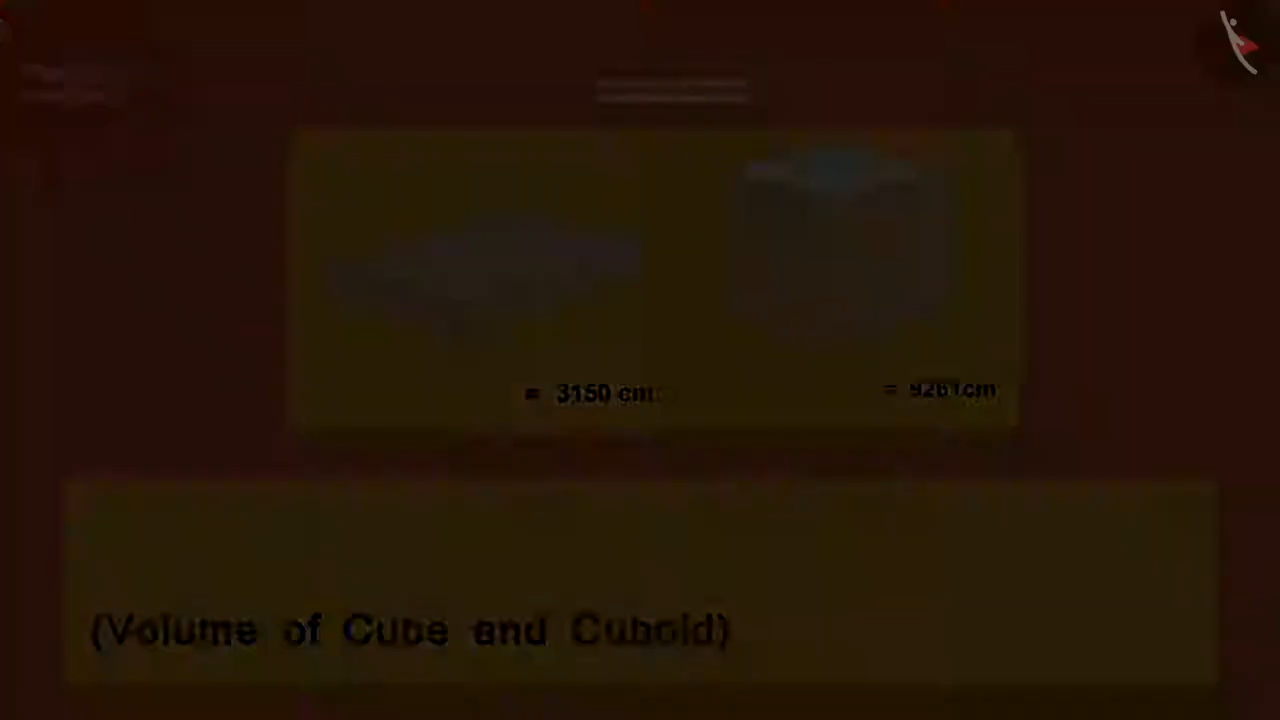 = 3150 cm
= 9261cm
(Volume of Cube and Cuboid)